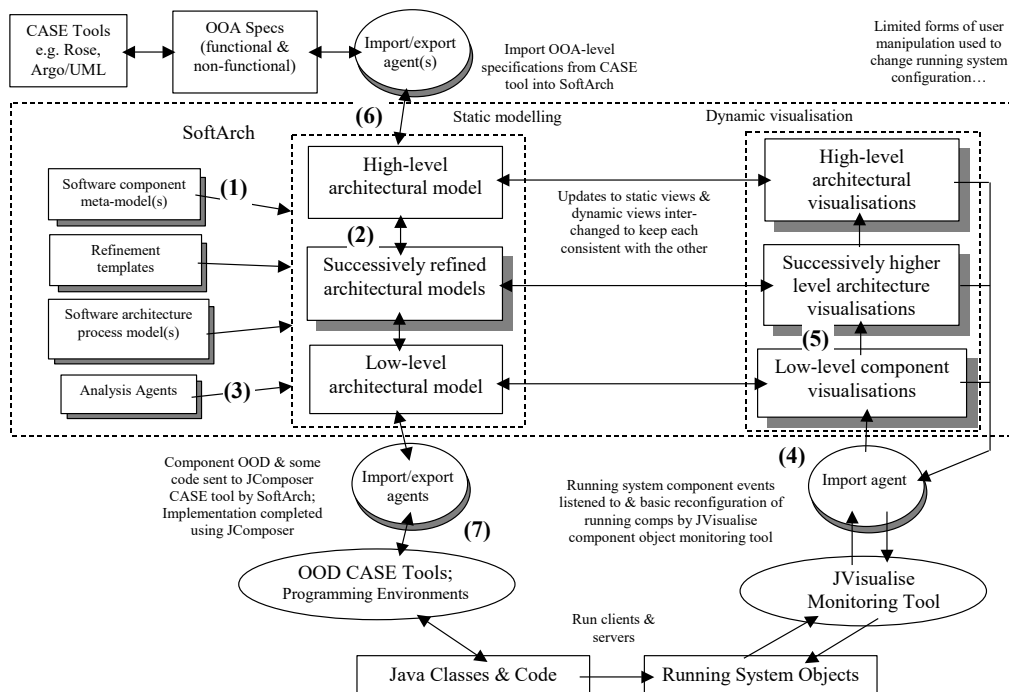 CASE Tools
e.g. Rose,
Argo/UML
OOA Specs
(functional &
non-functional)
Import/export
agent(s)
Import OOA-level
specifications from CASE
tool into SoftArch
Limited forms of user
manipulation used to
change running system
configuration…
(6)
SoftArch
Static modelling
Dynamic visualisation
Software component
meta-model(s)
(1)
Refinement
templates
Software architecture
process model(s)
Analysis Agents
(3)
High-level
architectural model
(2)
Successively refined
architectural models
Low-level
architectural model
Updates to static views &
dynamic views inter-
changed to keep each
consistent with the other
High-level
architectural
visualisations
Successively higher
level architecture
visualisations
(5)
Low-level component
visualisations
Component OOD & some
code sent to JComposer
CASE tool by SoftArch;
Implementation completed
using JComposer
Import/export
agents
(7)
Running system component events
listened to & basic reconfiguration of
running comps by JVisualise
component object monitoring tool
(4)
Import agent
OOD CASE Tools;
Programming Environments
JVisualise
Monitoring Tool
Run clients &
servers
Java Classes & Code
Running System Objects